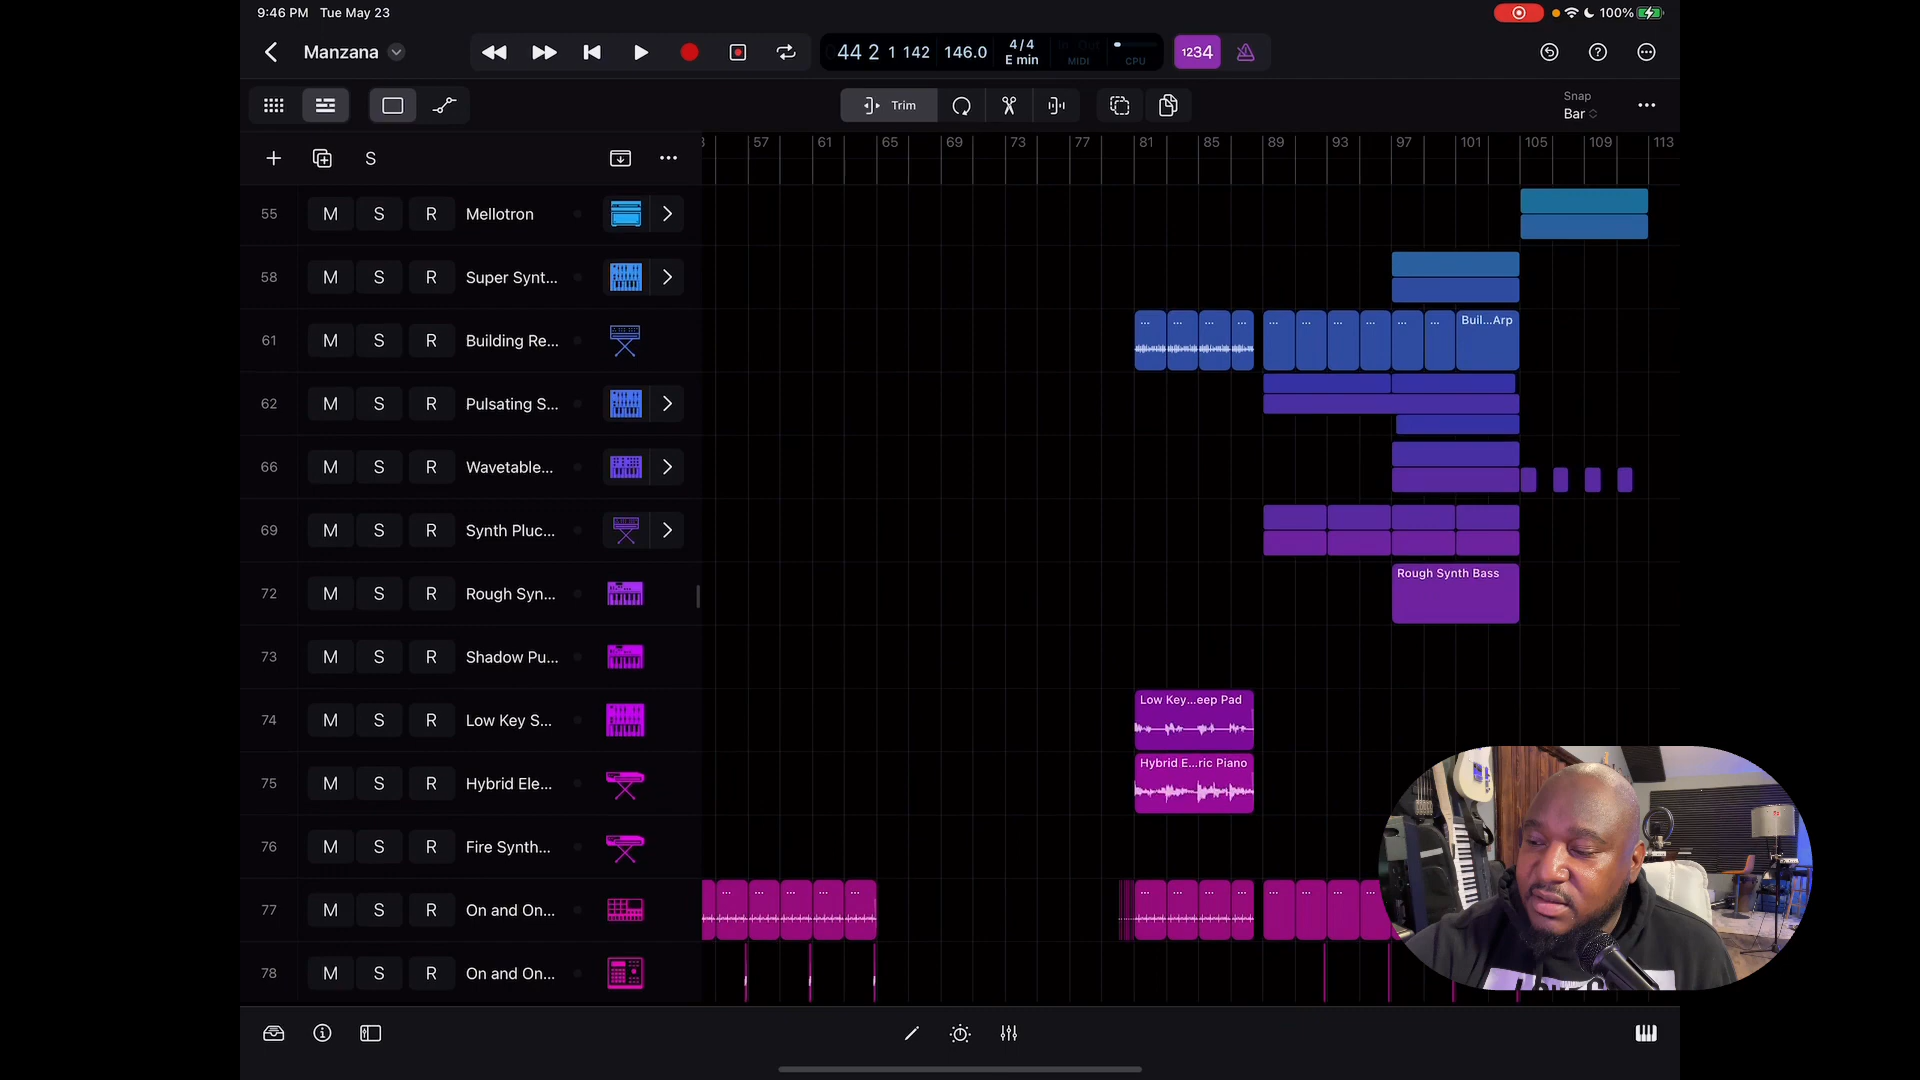 9:46 PM Tue May 23
100%
Manzana
44 2 1 142 146.0 4/4
E min
In Out
MIDI
CPU
1234
Trim
Snap
Bar
S
57 61 65 69 73 77 81 85 89 93 97 101 105 109 113
55 M S R Mellotron
58 M S R Super Synt...
61 M S R Building Re...
... ... ... ... ... ... ... ... ... ... Buil...Arp
62 M S R Pulsating S...
66 M S R Wavetable...
69 M S R Synth Pluc...
72 M S R Rough Syn...
Rough Synth Bass
73 M S R Shadow Pu...
74 M S R Low Key S...
Low Key...eep Pad
75 M S R Hybrid Ele...
Hybrid E...ric Piano
76 M S R Fire Synth...
77 M S R On and On...
... ... ... ... ... ... ... ... ... ... ... ... ...
78 M S R On and On...